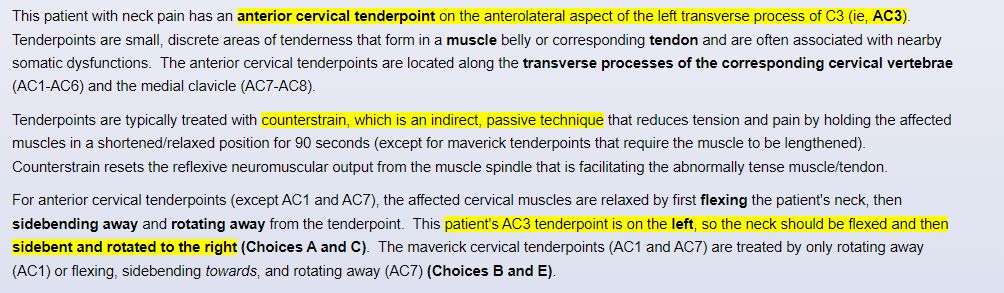 This patient with neck pain has an anterior cervical tenderpoint on the anterolateral aspect of the left transverse process of C3 (ie, AC3).
Tenderpoints are small, discrete areas of tenderness that form in a muscle belly or corresponding tendon and are often associated with nearby
somatic dysfunctions.  The anterior cervical tenderpoints are located along the transverse processes of the corresponding cervical vertebrae
(AC1-AC6) and the medial clavicle (AC7-AC8).
Tenderpoints are typically treated with counterstrain, which is an indirect, passive technique that reduces tension and pain by holding the affected
muscles in a shortened/relaxed position for 90 seconds (except for maverick tenderpoints that require the muscle to be lengthened).
Counterstrain resets the reflexive neuromuscular output from the muscle spindle that is facilitating the abnormally tense muscle/tendon.
For anterior cervical tenderpoints (except AC1 and AC7), the affected cervical muscles are relaxed by first flexing the patient's neck, then
sidebending away and rotating away from the tenderpoint.  This patient's AC3 tenderpoint is on the left, so the neck should be flexed and then
sidebent and rotated to the right (Choices A and C).  The maverick cervical tenderpoints (AC1 and AC7) are treated by only rotating away
(AC1) or flexing, sidebending towards, and rotating away (AC7) (Choices B and E).